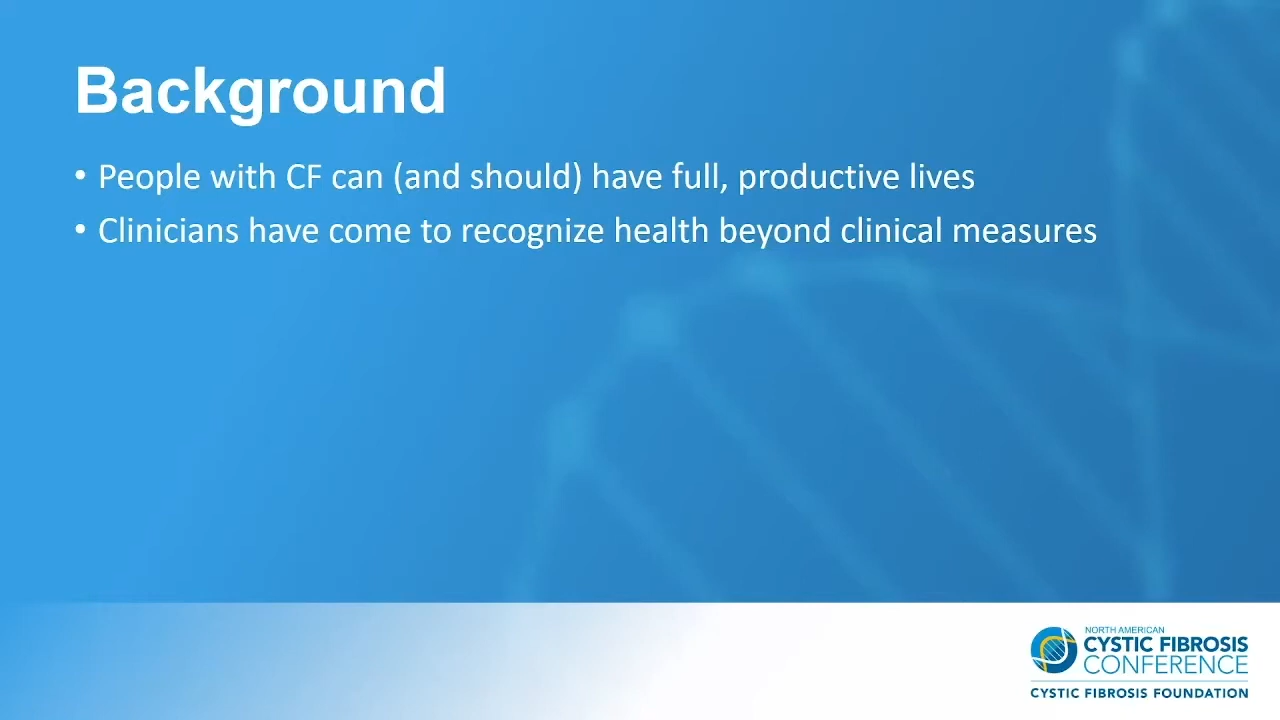 Background
• People with CF can (and should) have full, productive lives
• Clinicians have come to recognize health beyond clinical measures
NORTH AMERICAN
CYSTIC FIBROSIS
CONFERENCE
CYSTIC FIBROSIS FOUNDATION